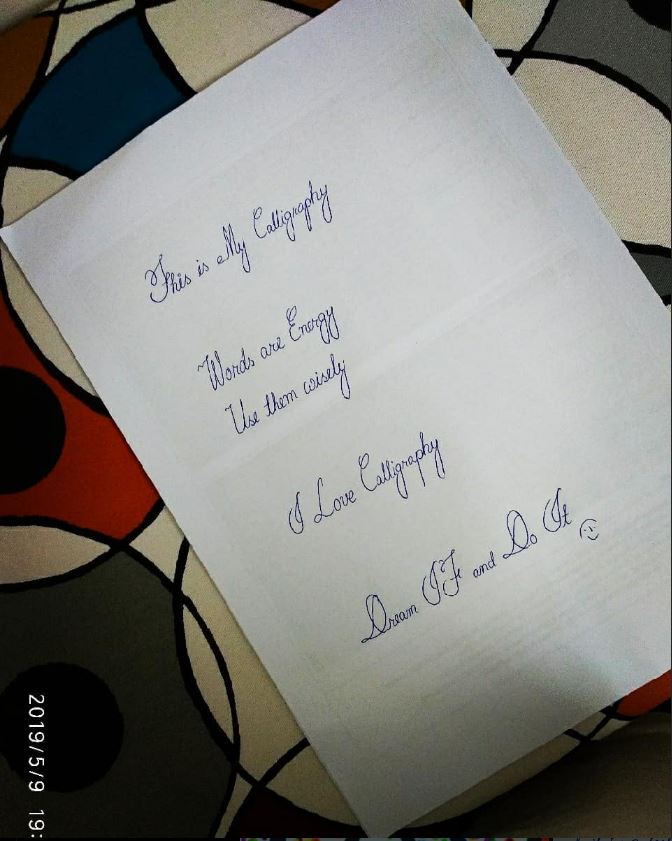 This is My Calligraphy
Words are Energy
Use them wisely
I Love Calligraphy
Dream It and Do It
2019/5/9 19: